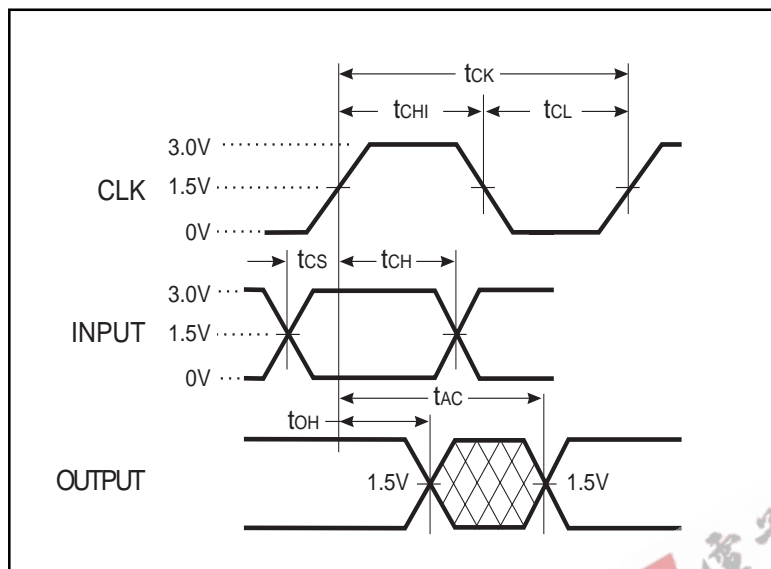 tCK
tCHI
tCL
3.0V
CLK
1.5V
0V
tCS
tCH
3.0V
INPUT
1.5V
0V
tAC
tOH
OUTPUT
1.5V
1.5V